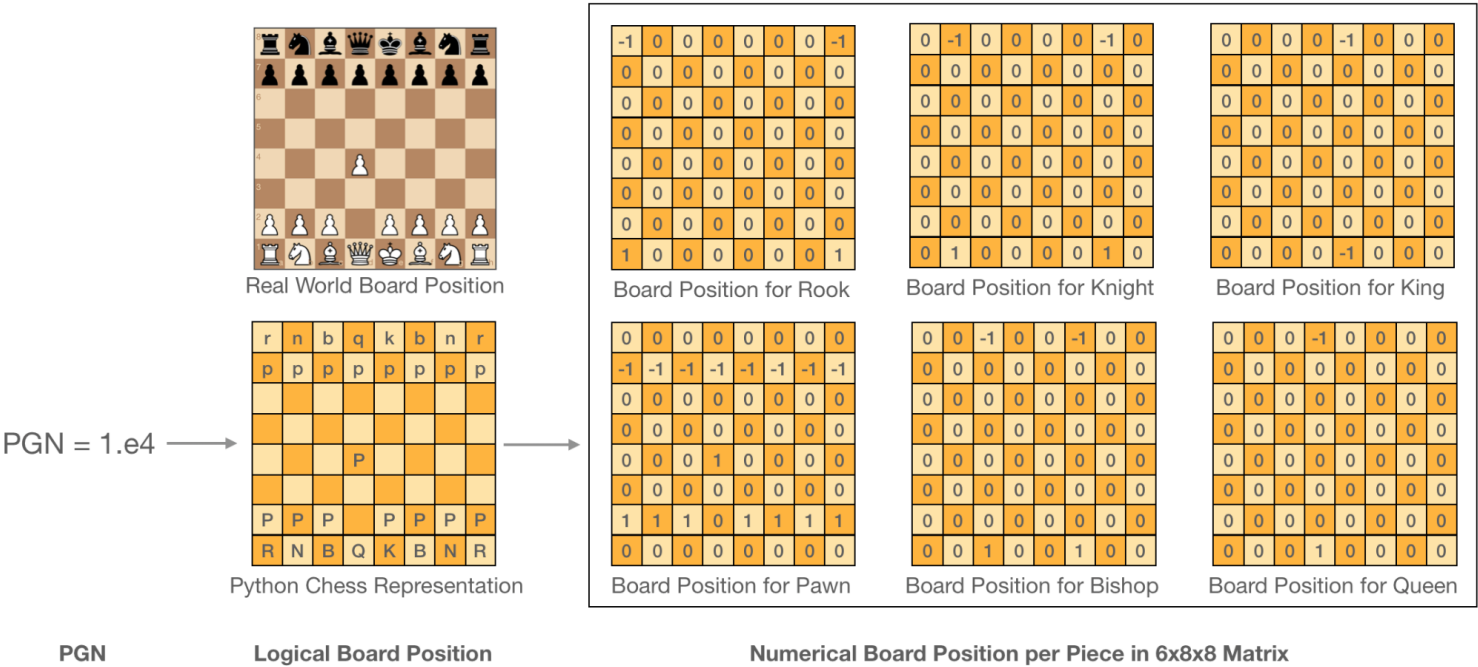 8
7
6
5
4
3
2
Real World Board Position
PGN = 1.e4
r n b q k b n r
p p p p p p p p
P
P P P P P P P
R N B Q K B N R
Python Chess Representation
-1 0 0 0 0 0 0 -1
0 0 0 0 0 0 0 0
0 0 0 0 0 0 0 0
0 0 0 0 0 0 0 0
0 0 0 0 0 0 0 0
0 0 0 0 0 0 0 0
0 0 0 0 0 0 0 0
1 0 0 0 0 0 0 1
Board Position for Rook
0 -1 0 0 0 0 -1 0
0 0 0 0 0 0 0 0
0 0 0 0 0 0 0 0
0 0 0 0 0 0 0 0
0 0 0 0 0 0 0 0
0 0 0 0 0 0 0 0
0 0 0 0 0 0 0 0
0 1 0 0 0 0 1 0
Board Position for Knight
0 0 0 0 -1 0 0 0
0 0 0 0 0 0 0 0
0 0 0 0 0 0 0 0
0 0 0 0 0 0 0 0
0 0 0 0 0 0 0 0
0 0 0 0 0 0 0 0
0 0 0 0 0 0 0 0
0 0 0 0 -1 0 0 0
Board Position for King
0 0 0 0 0 0 0 0
-1 -1 -1 -1 -1 -1 -1 -1
0 0 0 0 0 0 0 0
0 0 0 0 0 0 0 0
0 0 0 1 0 0 0 0
0 0 0 0 0 0 0 0
1 1 1 0 1 1 1 1
0 0 0 0 0 0 0 0
Board Position for Pawn
0 0 -1 0 0 -1 0 0
0 0 0 0 0 0 0 0
0 0 0 0 0 0 0 0
0 0 0 0 0 0 0 0
0 0 0 0 0 0 0 0
0 0 0 0 0 0 0 0
0 0 0 0 0 0 0 0
0 0 1 0 0 1 0 0
Board Position for Bishop
0 0 0 -1 0 0 0 0
0 0 0 0 0 0 0 0
0 0 0 0 0 0 0 0
0 0 0 0 0 0 0 0
0 0 0 0 0 0 0 0
0 0 0 0 0 0 0 0
0 0 0 0 0 0 0 0
0 0 0 1 0 0 0 0
Board Position for Queen
PGN
Logical Board Position
Numerical Board Position per Piece in 6x8x8 Matrix